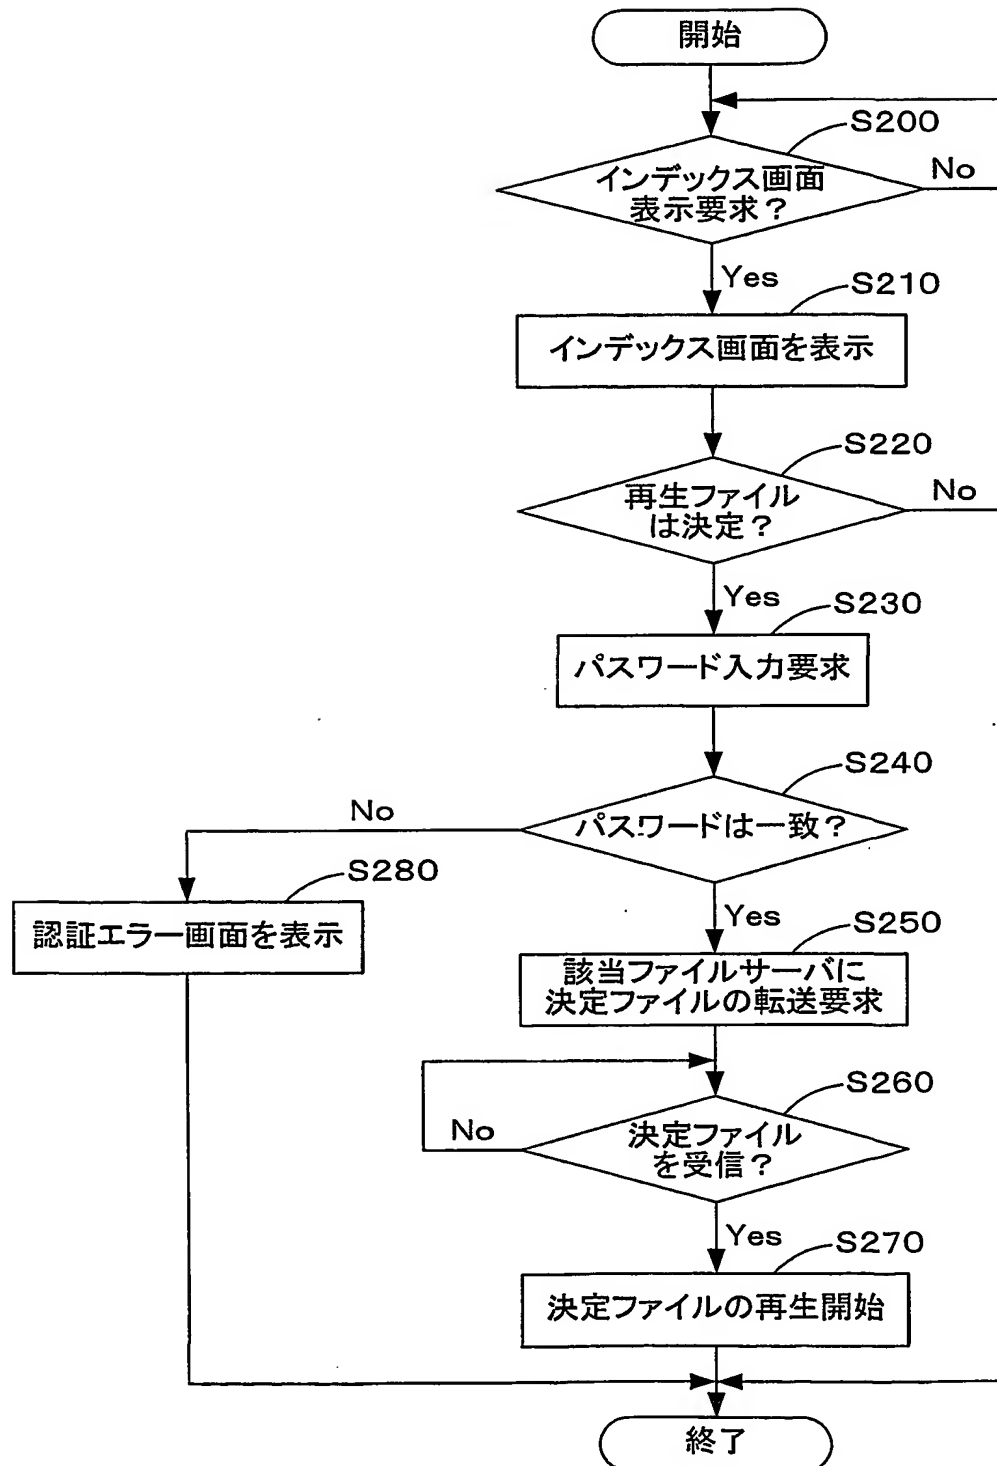 開始
S200
インデックス画面
表示要求？
No
Yes
S210
インデックス画面を表示
S220
再生ファイル
は決定？
No
Yes
S230
パスワード入力要求
S240
パスワードは一致？
No
S280
認証エラー画面を表示
Yes
S250
該当ファイルサーバに
決定ファイルの転送要求
S260
決定ファイル
を受信？
No
Yes
S270
決定ファイルの再生開始
終了